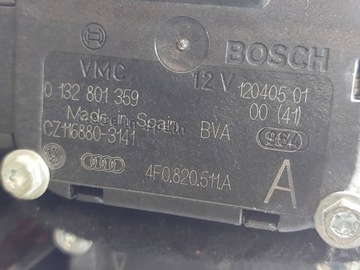 BOSCH
VMC 12 V 120405 01
0 132 801 359 00 (41)
Made in Spain BVA
CZ116880-3141
4F0.820.511A A